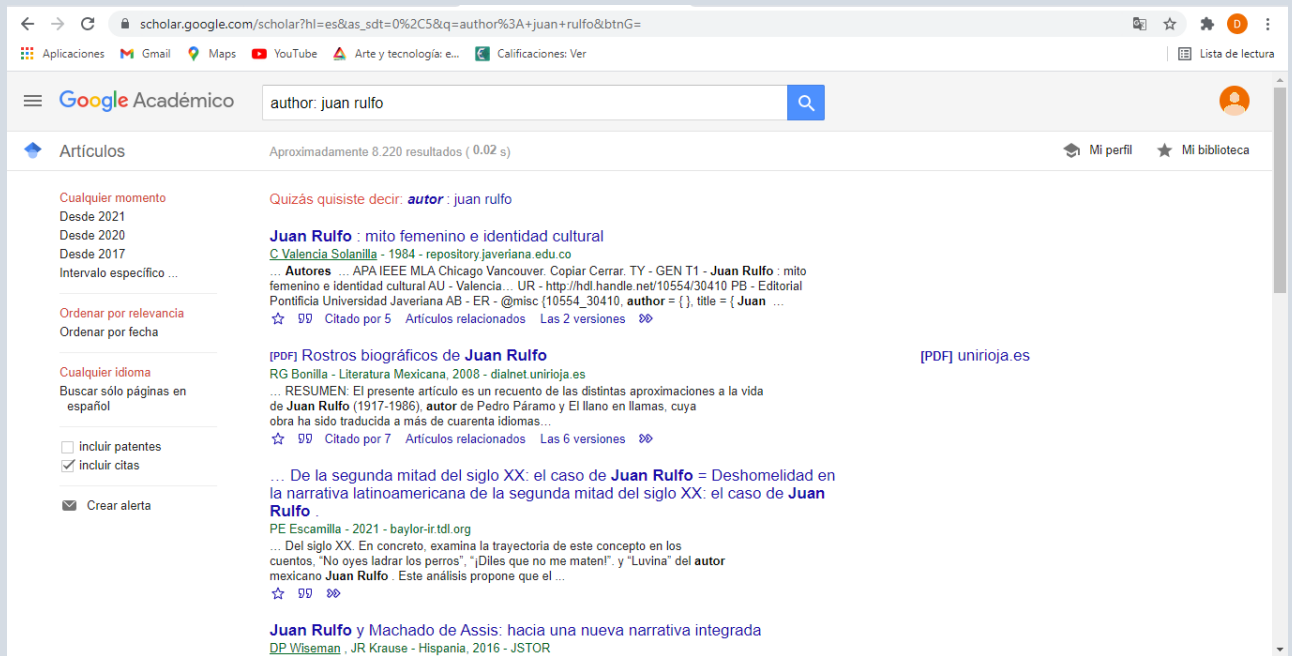 scholar.google.com/scholar?hl=es&as_sdt=0%2C5&q=author%3A+juan+rulfo&btnG=
D
Aplicaciones Gmail Maps YouTube Arte y tecnología: e... Calificaciones: Ver Lista de lectura
Google Académico
author: juan rulfo
Artículos
Aproximadamente 8.220 resultados ( 0.02 s)
Mi perfil Mi biblioteca
Cualquier momento
Desde 2021
Desde 2020
Desde 2017
Intervalo específico ...
Ordenar por relevancia
Ordenar por fecha
Cualquier idioma
Buscar sólo páginas en
español
incluir patentes
incluir citas
Crear alerta
Quizás quisiste decir: autor : juan rulfo
Juan Rulfo : mito femenino e identidad cultural
C Valencia Solanilla - 1984 - repository.javeriana.edu.co
... Autores ... APA IEEE MLA Chicago Vancouver. Copiar Cerrar. TY - GEN T1 - Juan Rulfo : mito
femenino e identidad cultural AU - Valencia... UR - http://hdl.handle.net/10554/30410 PB - Editorial
Pontificia Universidad Javeriana AB - ER - @misc {10554_30410, author = { }, title = { Juan ...
Citado por 5 Artículos relacionados Las 2 versiones
[PDF] Rostros biográficos de Juan Rulfo
RG Bonilla - Literatura Mexicana, 2008 - dialnet.unirioja.es
... RESUMEN: El presente artículo es un recuento de las distintas aproximaciones a la vida
de Juan Rulfo (1917-1986), autor de Pedro Páramo y El llano en llamas, cuya
obra ha sido traducida a más de cuarenta idiomas...
Citado por 7 Artículos relacionados Las 6 versiones
[PDF] unirioja.es
... De la segunda mitad del siglo XX: el caso de Juan Rulfo = Deshomelidad en
la narrativa latinoamericana de la segunda mitad del siglo XX: el caso de Juan
Rulfo .
PE Escamilla - 2021 - baylor-ir.tdl.org
... Del siglo XX. En concreto, examina la trayectoria de este concepto en los
cuentos, “No oyes ladrar los perros”, “¡Diles que no me maten!”. y “Luvina” del autor
mexicano Juan Rulfo . Este análisis propone que el ...
Juan Rulfo y Machado de Assis: hacia una nueva narrativa integrada
DP Wiseman , JR Krause - Hispania, 2016 - JSTOR